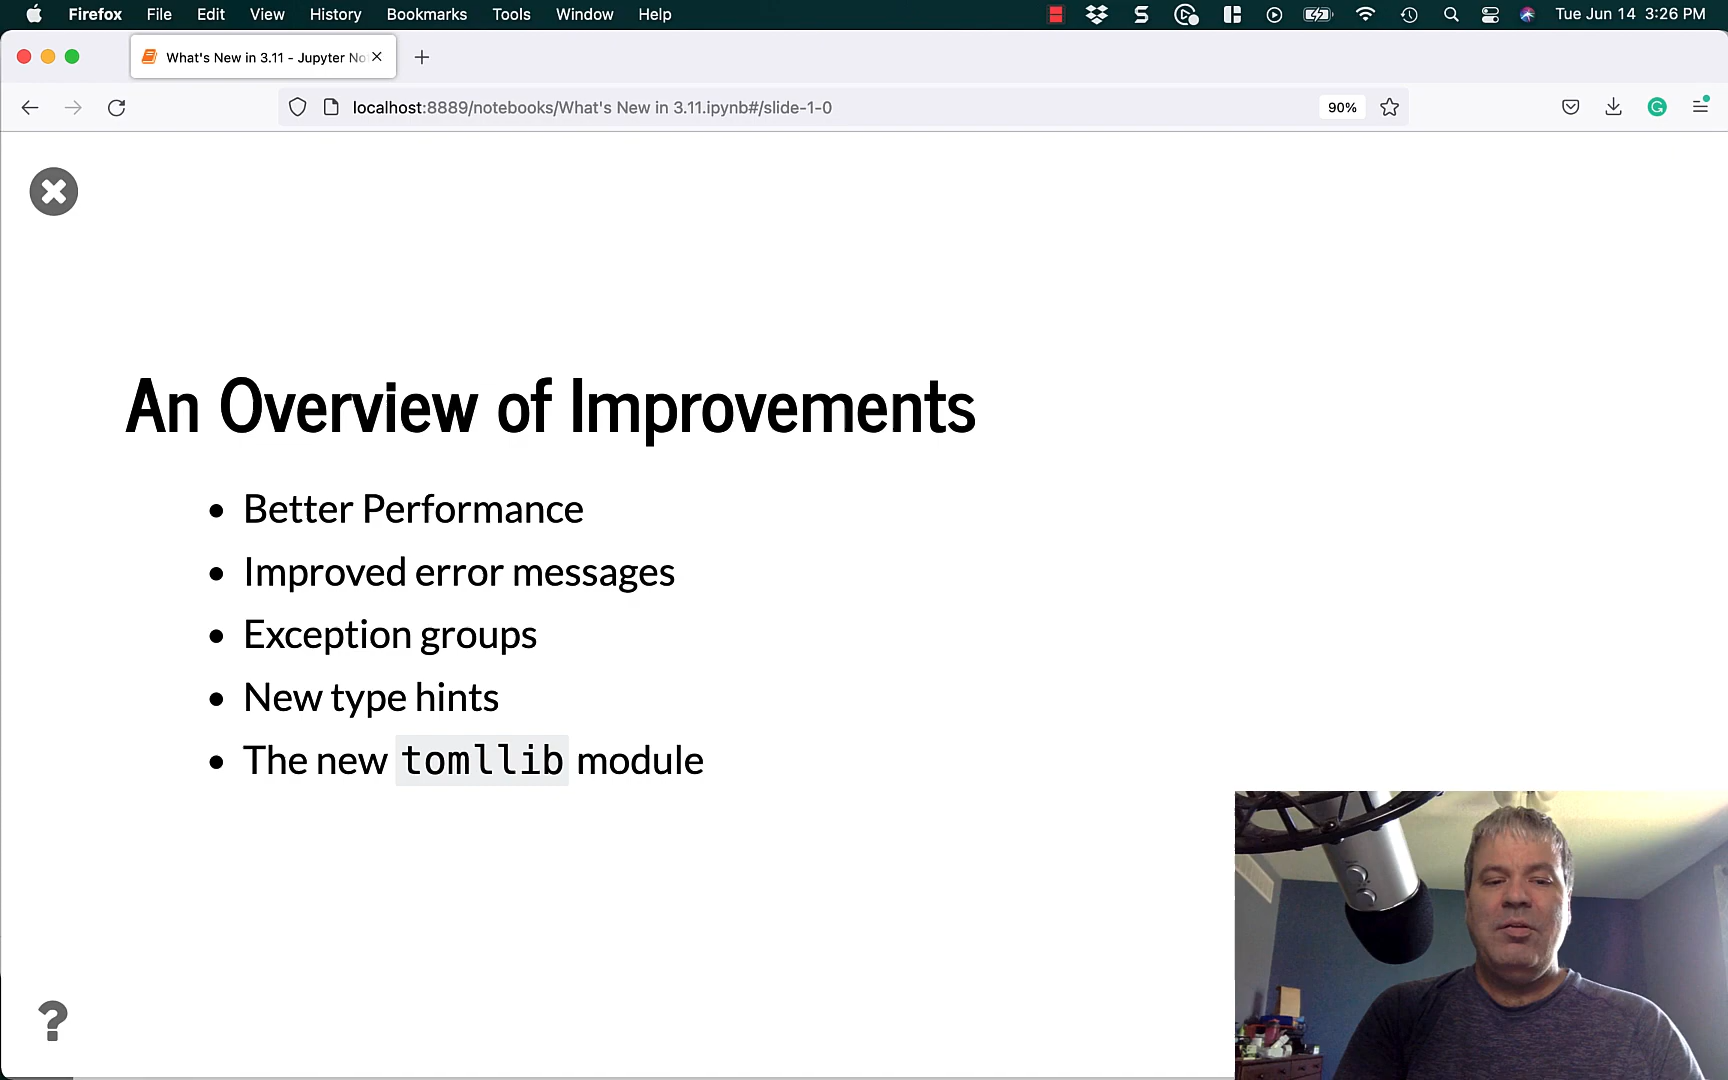 Firefox File Edit View History Bookmarks Tools Window Help Tue Jun 14 3:26 PM
What's New in 3.11 - Jupyter No
localhost:8889/notebooks/What's New in 3.11.ipynb#/slide-1-0 90%
An Overview of Improvements
Better Performance
Improved error messages
Exception groups
New type hints
The new tomllib module
?